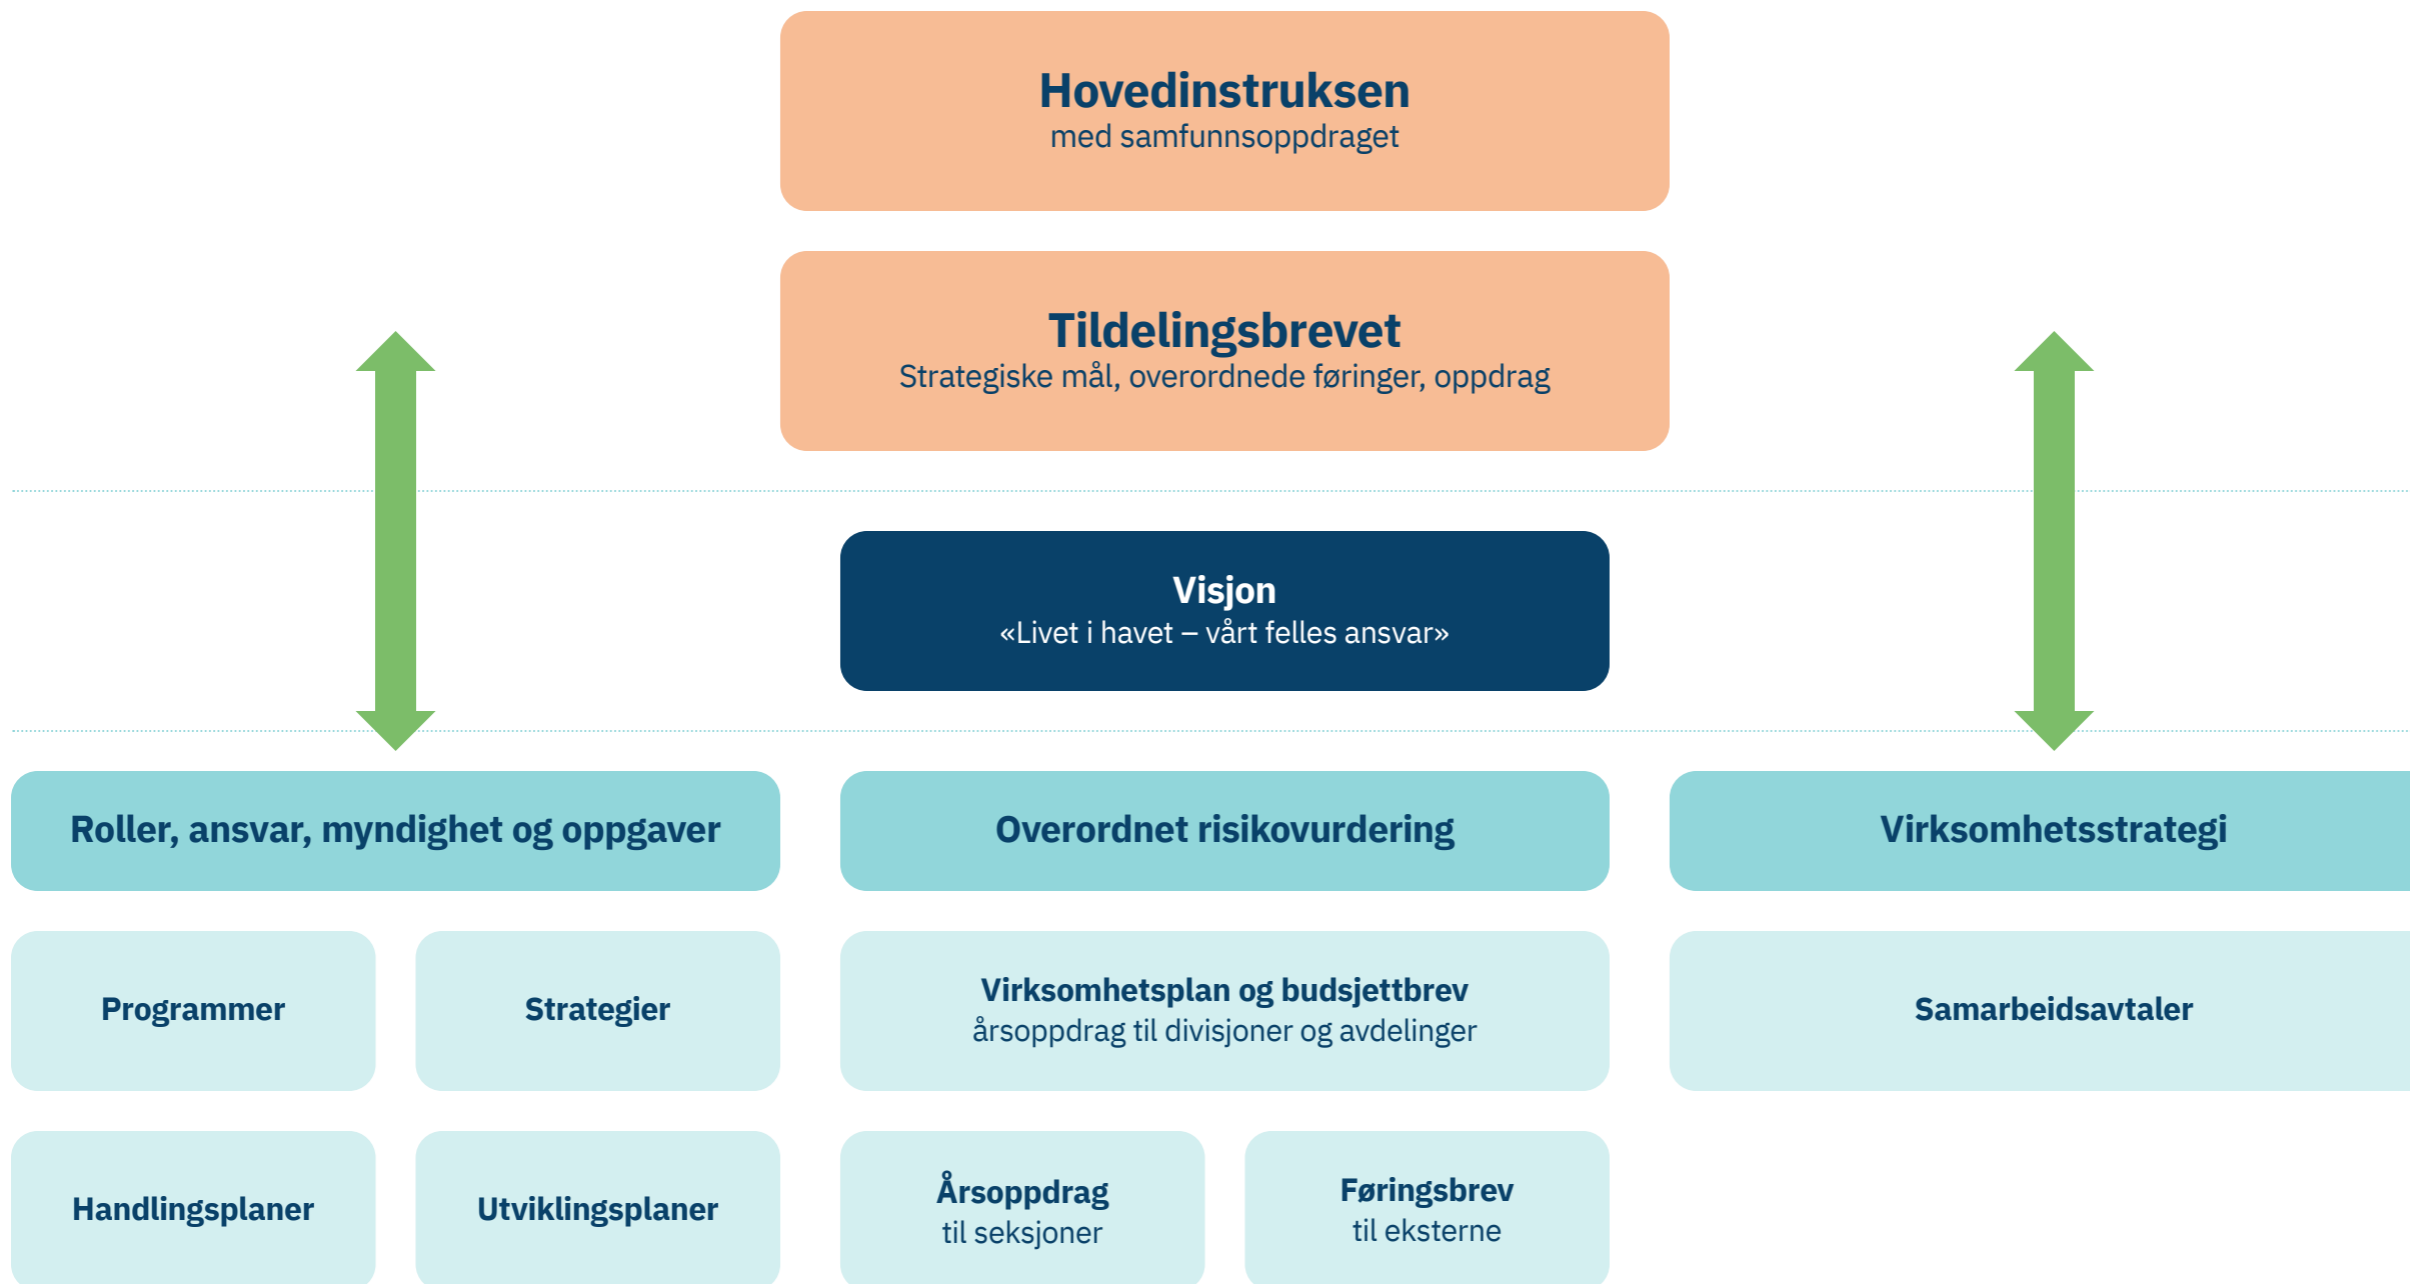 Hovedinstruksen
med samfunnsoppdraget
Tildelingsbrevet
Strategiske mål, overordnede føringer, oppdrag
Visjon
«Livet i havet – vårt felles ansvar»
Roller, ansvar, myndighet og oppgaver
Overordnet risikovurdering
Virksomhetsstrategi
Programmer
Strategier
Virksomhetsplan og budsjettbrev
årsoppdrag til divisjoner og avdelinger
Samarbeidsavtaler
Handlingsplaner
Utviklingsplaner
Årsoppdrag
til seksjoner
Føringsbrev
til eksterne